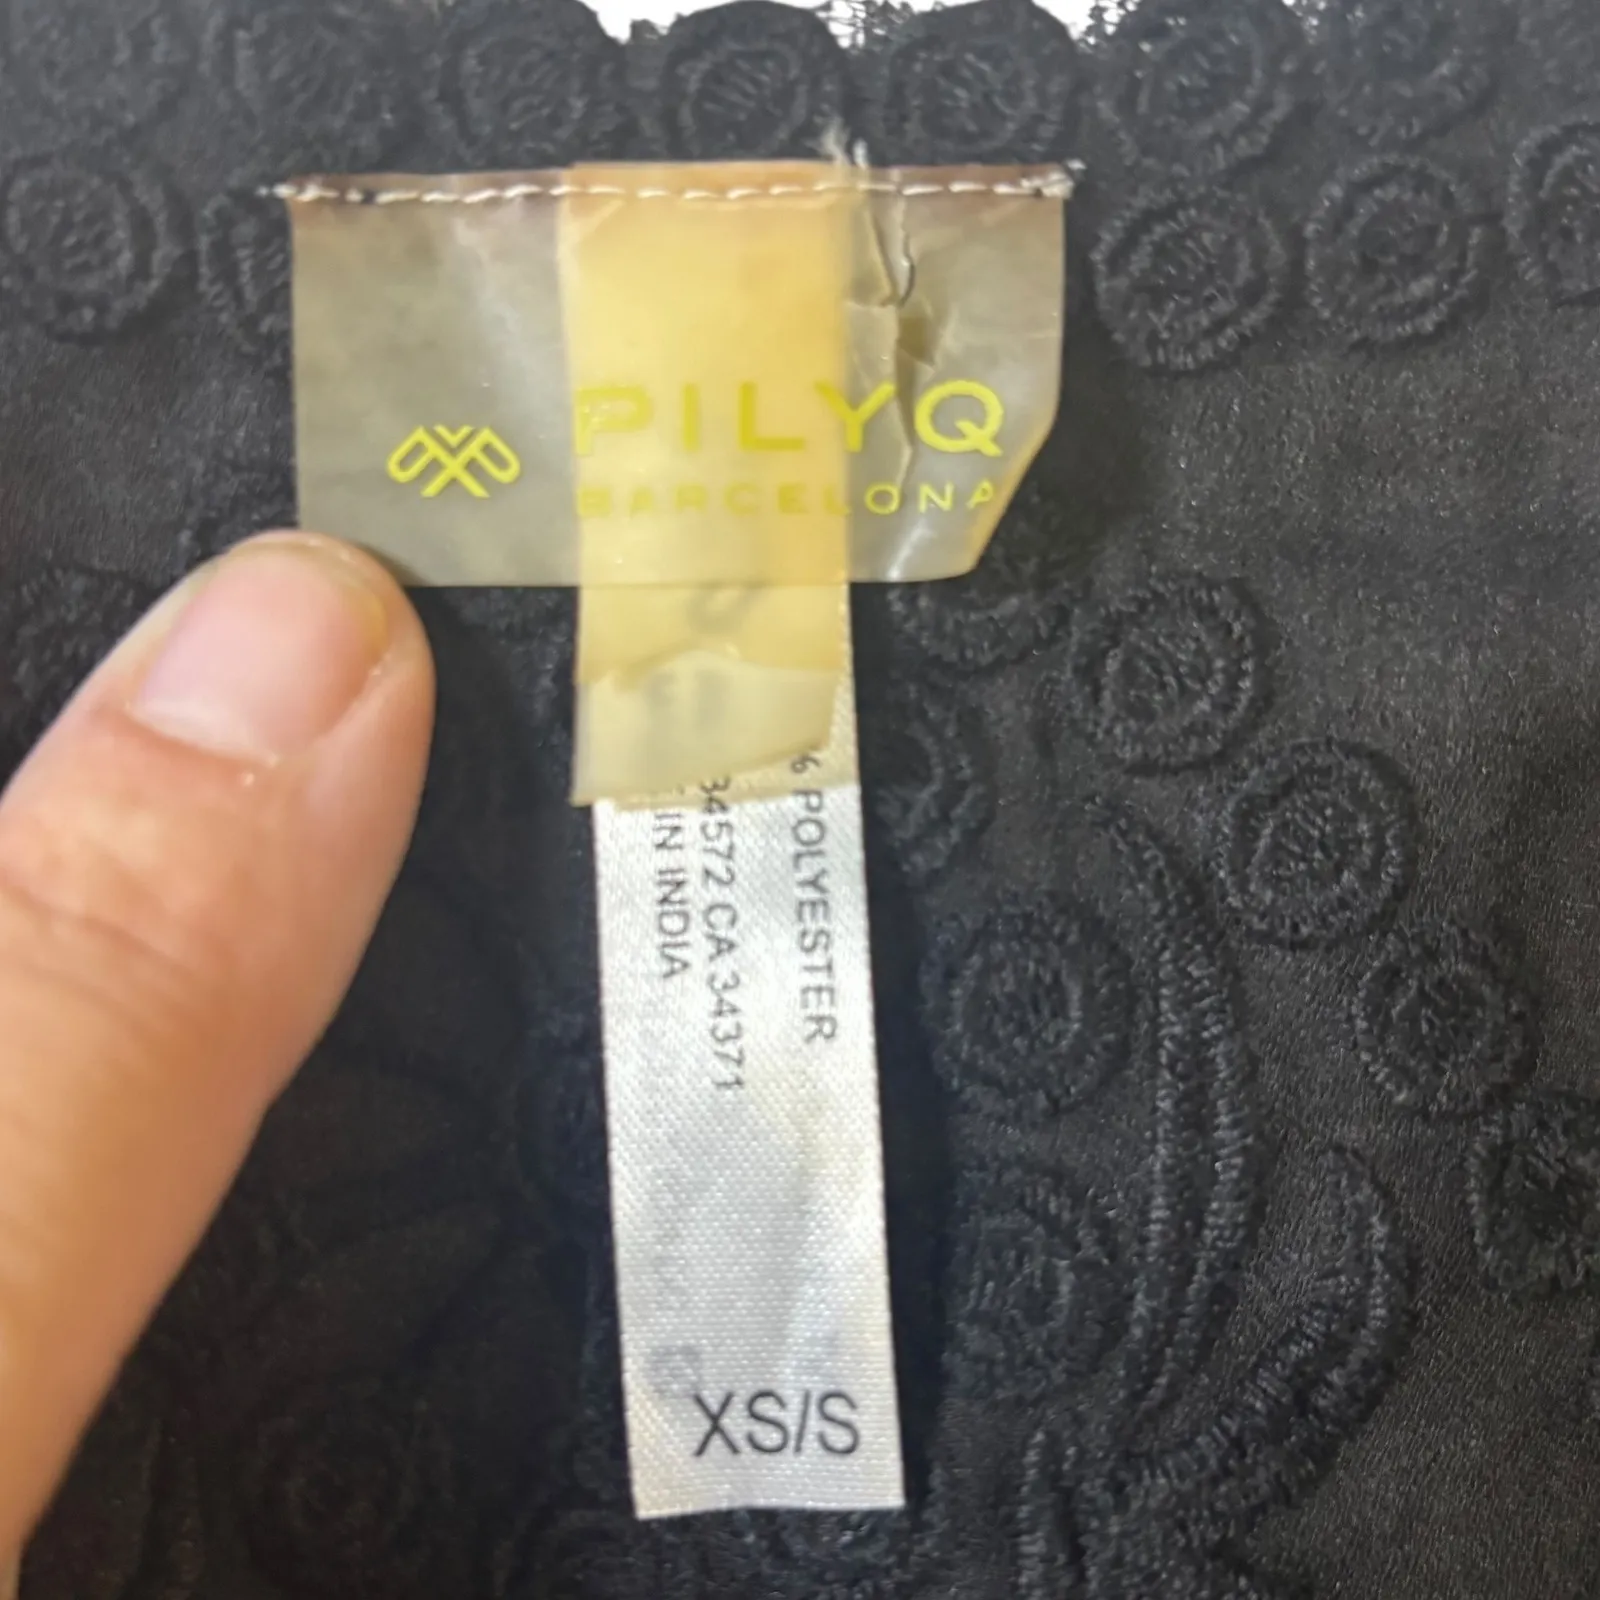 PILYQ
BARCELONA
% POLYESTER
34572 CA 34371
IN INDIA
XS/S